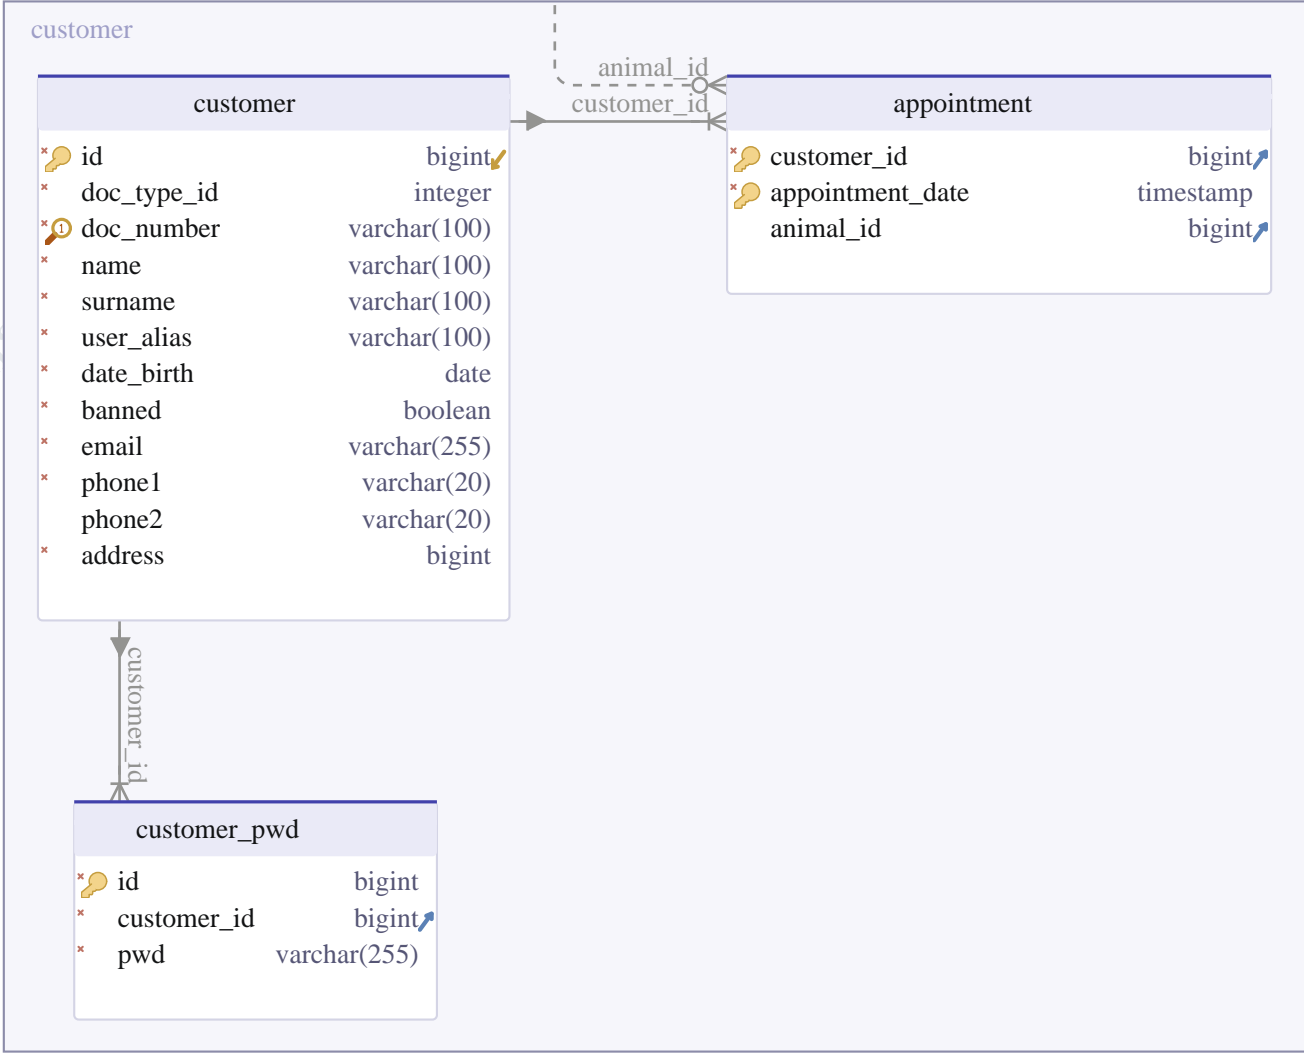 customer
customer
id bigint
doc_type_id integer
1 doc_number varchar(100)
name varchar(100)
surname varchar(100)
user_alias varchar(100)
date_birth date
banned boolean
email varchar(255)
phone1 varchar(20)
phone2 varchar(20)
address bigint
animal_id
customer_id
appointment
customer_id bigint
appointment_date timestamp
animal_id bigint
customer_id
customer_pwd
id bigint
customer_id bigint
pwd varchar(255)